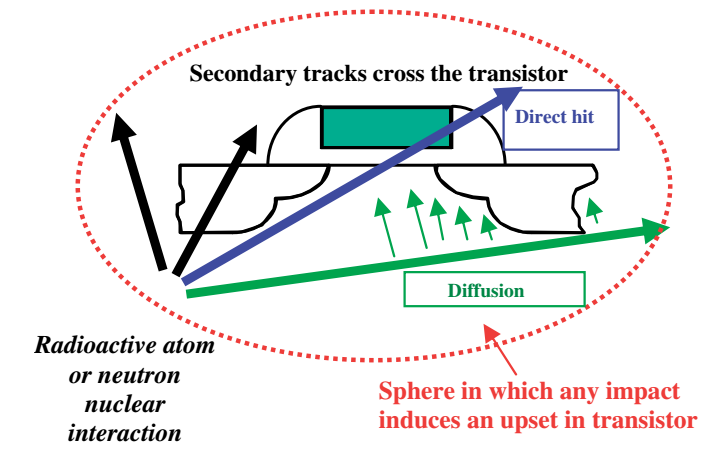 Secondary tracks cross the transistor
Direct hit
Diffusion
Radioactive atom
or neutron
nuclear
interaction
Sphere in which any impact
induces an upset in transistor